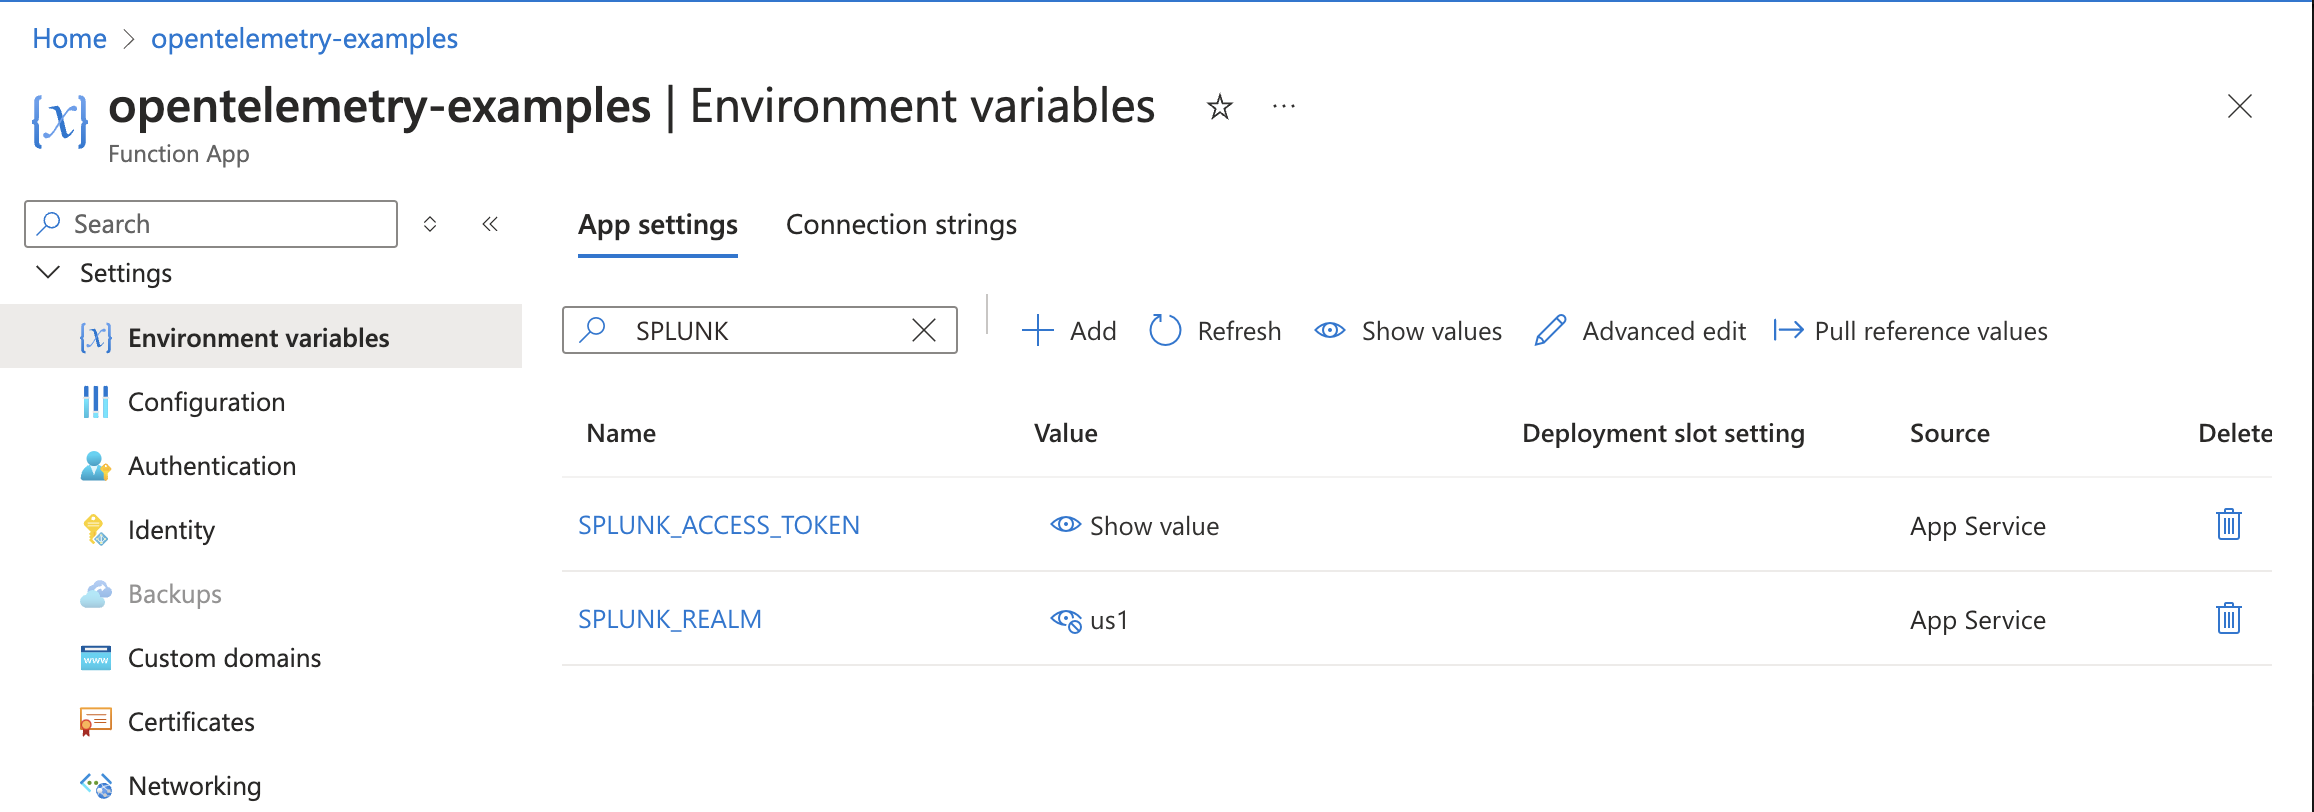 Home > opentelemetry-examples
{x} opentelemetry-examples | Environment variables ☆ ...
Function App
Search
Settings
{x} Environment variables
Configuration
Authentication
Identity
Backups
www Custom domains
Certificates
Networking
App settings Connection strings
SPLUNK
Add Refresh Show values Advanced edit Pull reference values
Name Value Deployment slot setting Source Delete
SPLUNK_ACCESS_TOKEN Show value App Service
SPLUNK_REALM us1 App Service